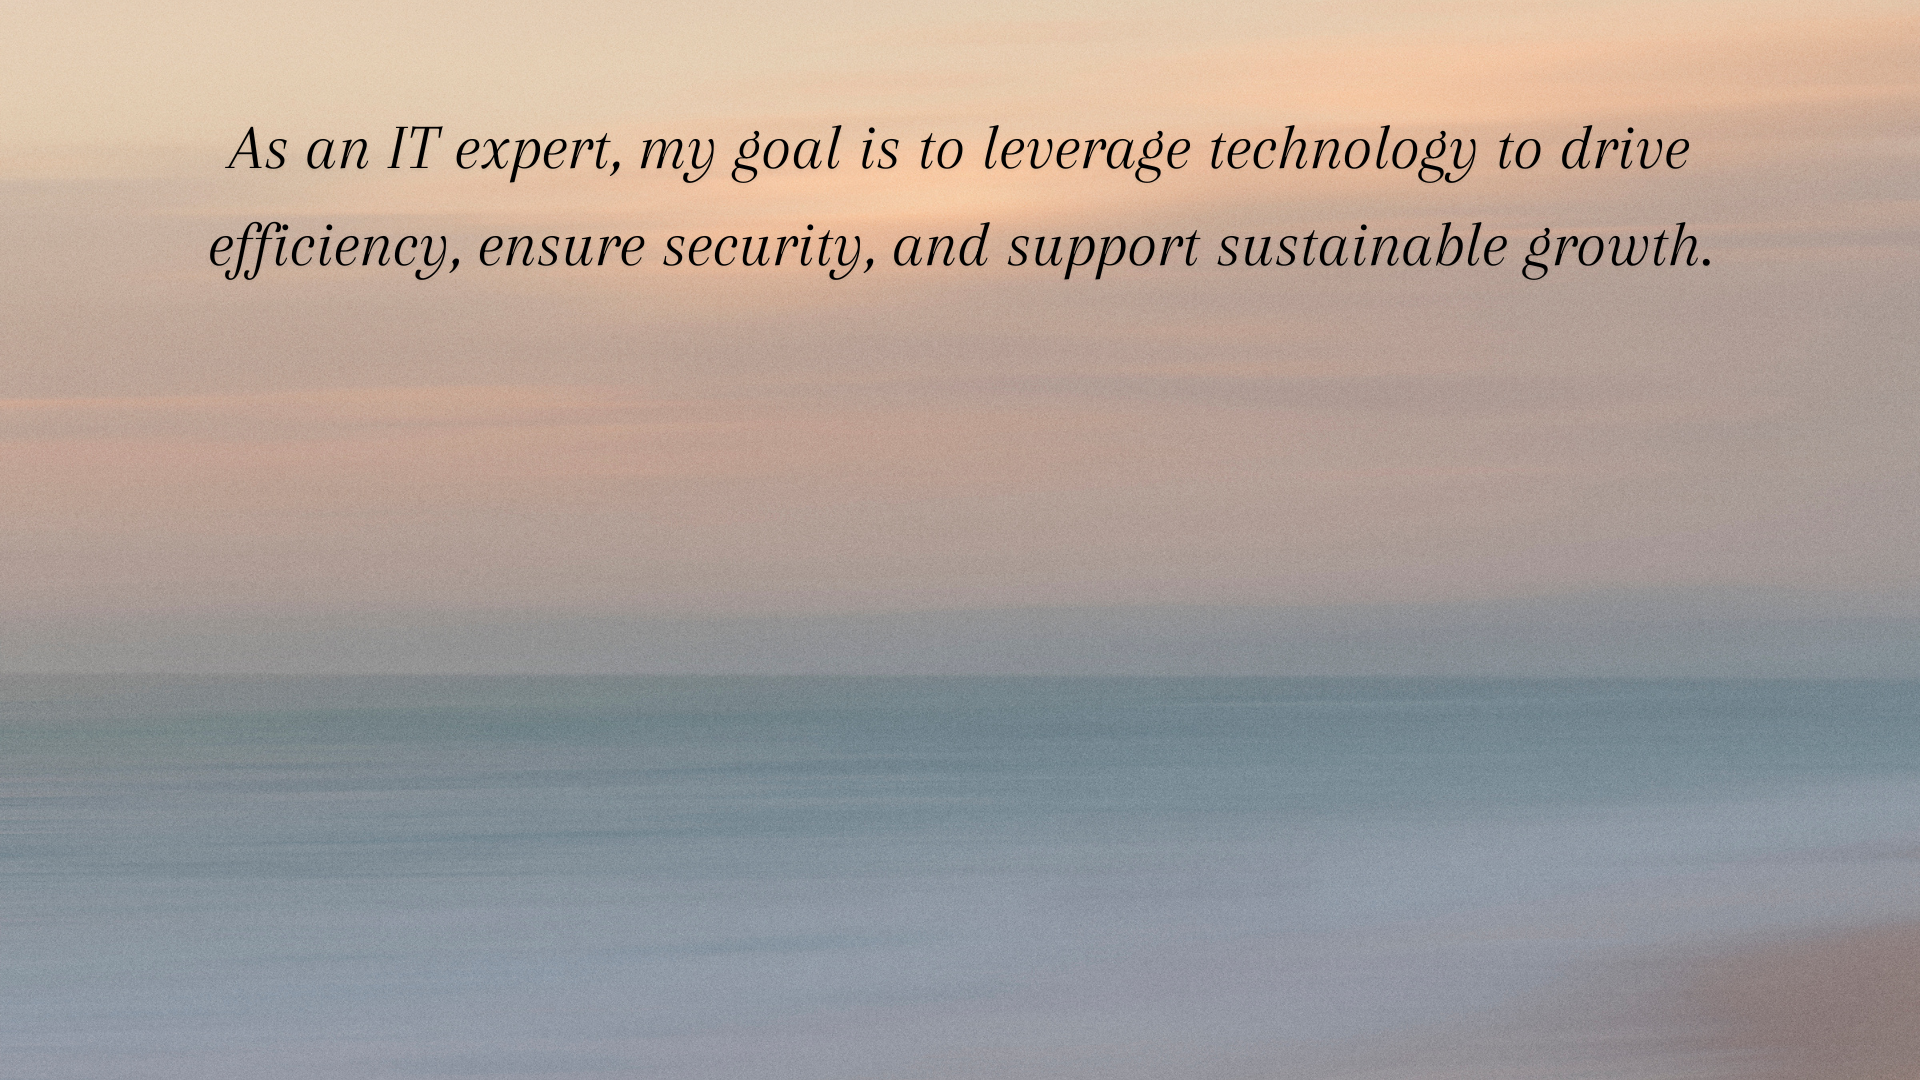 As an IT expert, my goal is to leverage technology to drive
efficiency, ensure security, and support sustainable growth.